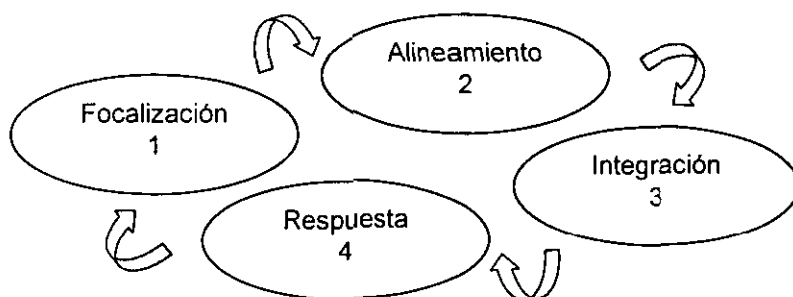 Focalización
1
Alineamiento
2
Integración
3
Respuesta
4